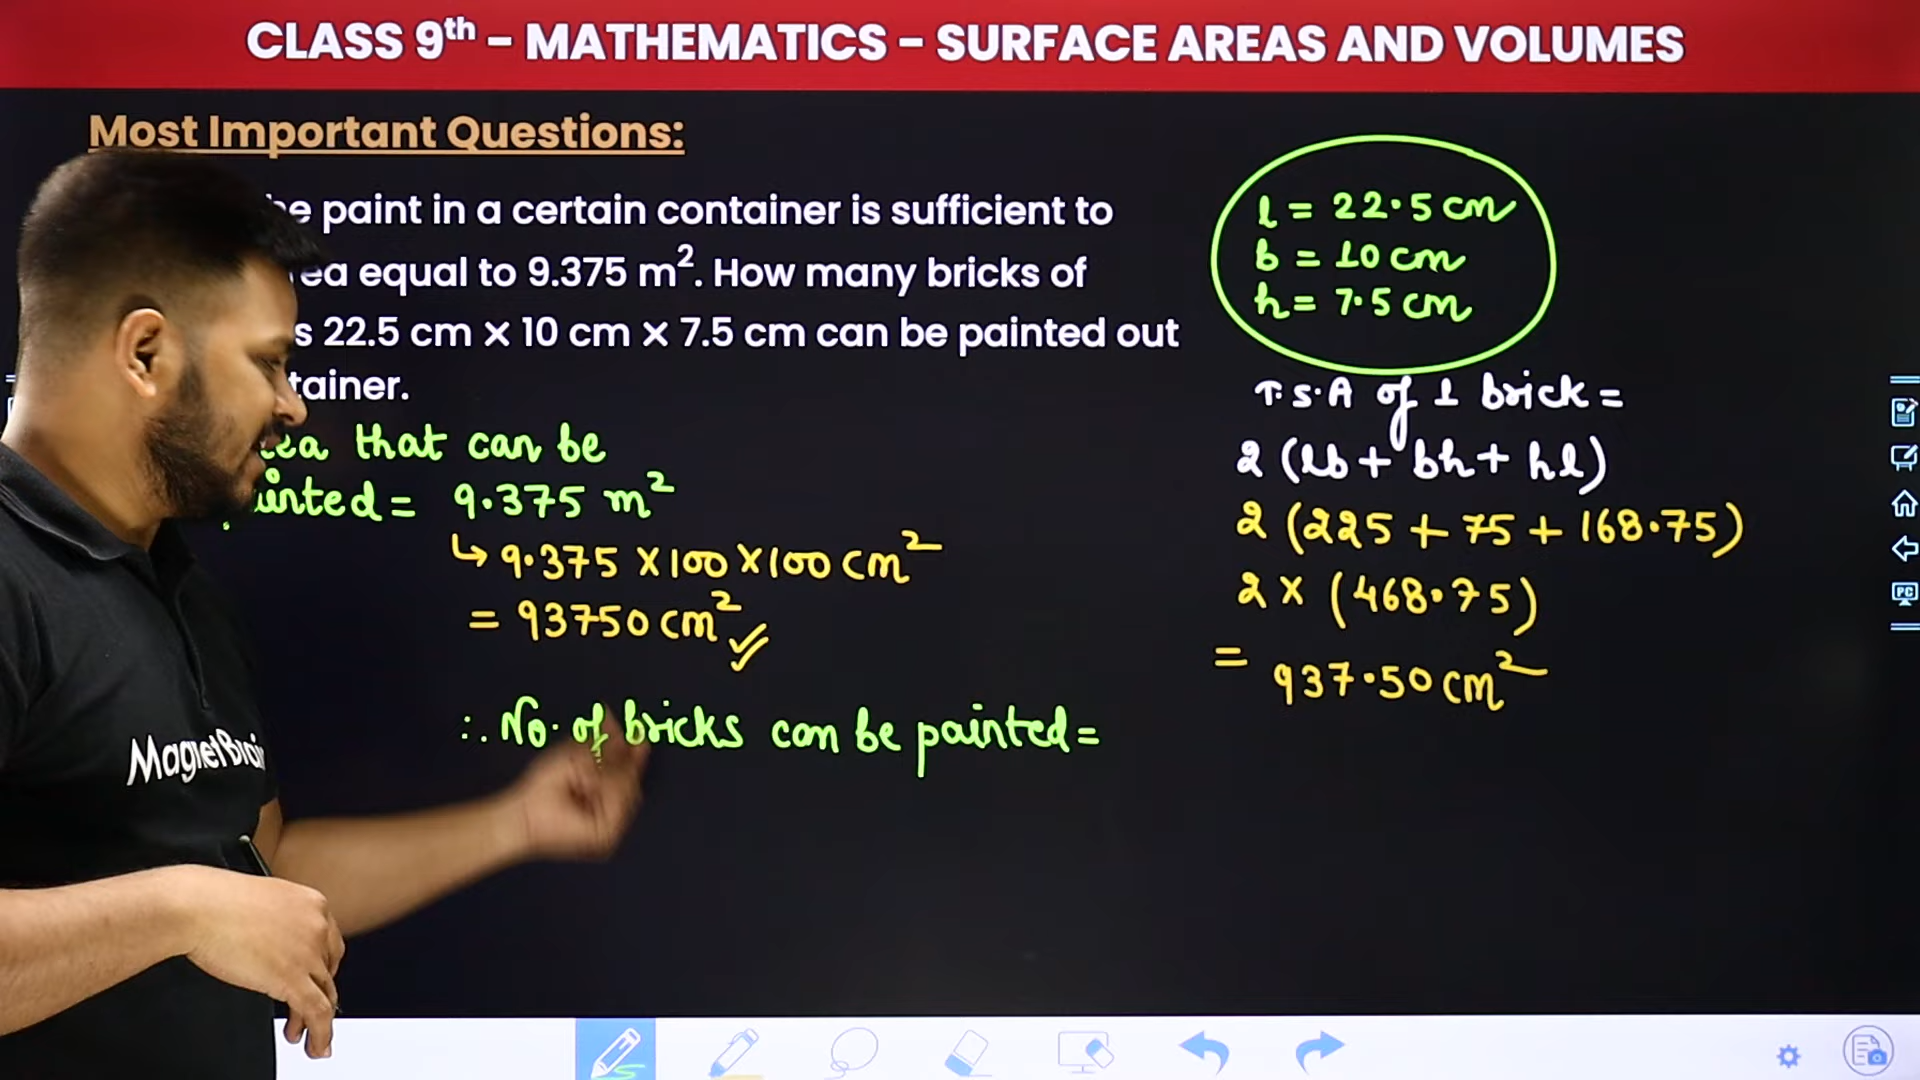 CLASS 9th - MATHEMATICS - SURFACE AREAS AND VOLUMES
Most Important Questions:
he paint in a certain container is sufficient to
ea equal to 9.375 m². How many bricks of
s 22.5 cm × 10 cm × 7.5 cm can be painted out
tainer.
ea that can be
ainted = 9.375 m²
↳ 9.375 ×100 ×100 cm²
= 93750 cm²
∴ No. of bricks can be painted =
l = 22.5 cm
b = 10 cm
h = 7.5 cm
T.S.A of 1 brick =
2 (lb + bh + hl)
2 (225 + 75 + 168.75)
2 × (468.75)
= 937.50 cm²
MagnetBrai
PC